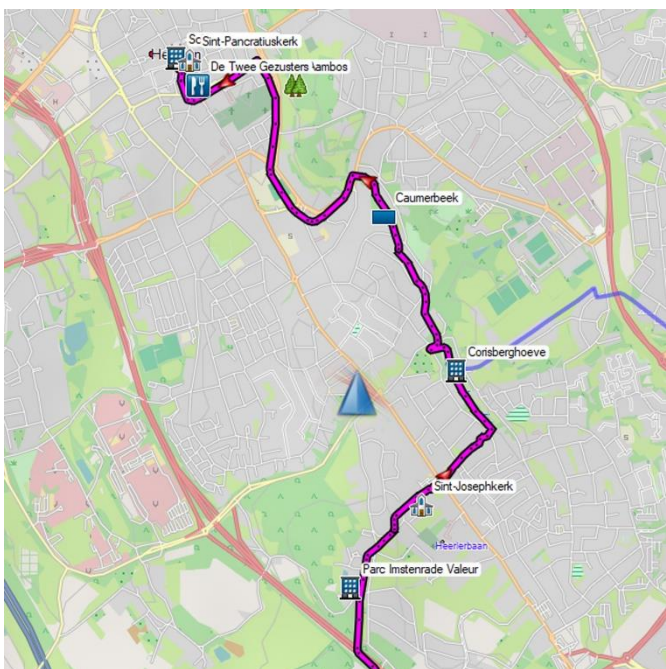 Sint-Pancratiuskerk
De Twee Gezusters
Caumerbeek
Corisberghoeve
Sint-Josephkerk
Heerlerbaan
Parc Imstenrade Valeur